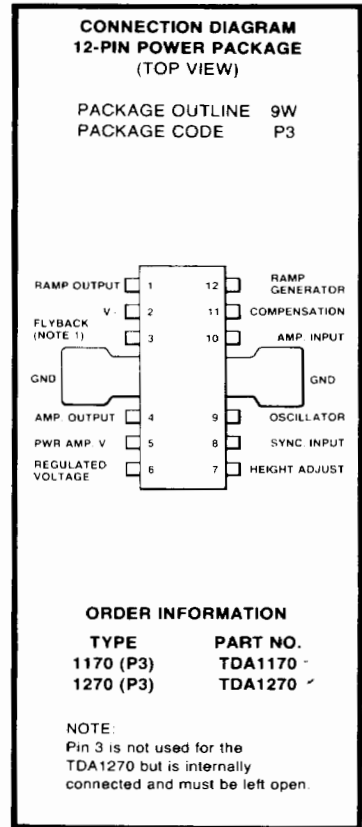 CONNECTION DIAGRAM
12-PIN POWER PACKAGE
(TOP VIEW)
PACKAGE OUTLINE 9W
PACKAGE CODE P3
RAMP OUTPUT 1 12 RAMP GENERATOR
V- 2 11 COMPENSATION
FLYBACK (NOTE 1) 3 10 AMP. INPUT
GND GND
AMP. OUTPUT 4 9 OSCILLATOR
PWR AMP. V 5 8 SYNC. INPUT
REGULATED VOLTAGE 6 7 HEIGHT ADJUST
ORDER INFORMATION
TYPE PART NO.
1170 (P3) TDA1170
1270 (P3) TDA1270
NOTE:
Pin 3 is not used for the
TDA1270 but is internally
connected and must be left open.